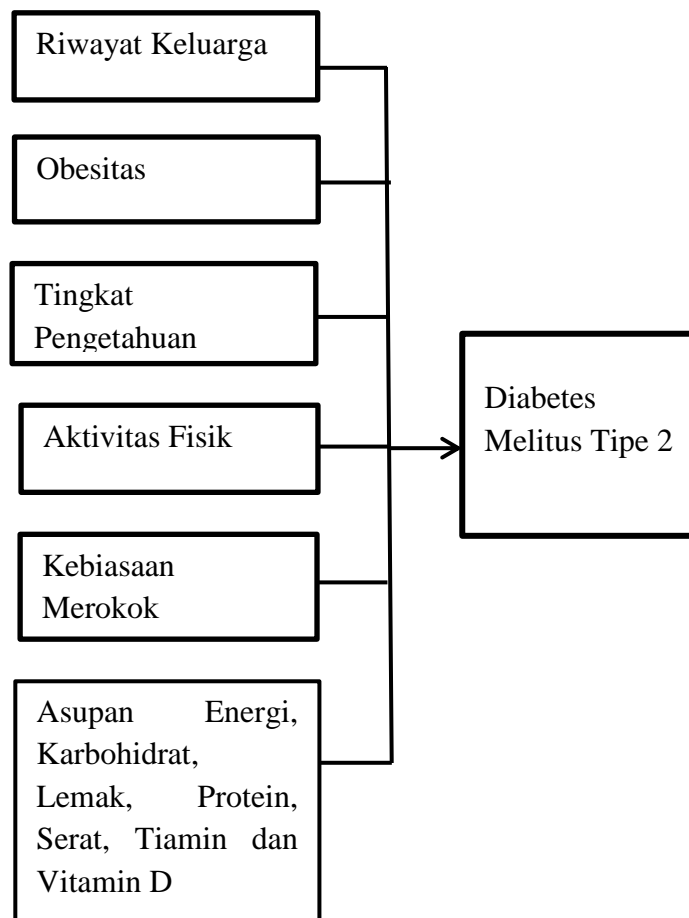 Riwayat Keluarga
Obesitas
Tingkat
Pengetahuan
Aktivitas Fisik
Kebiasaan
Merokok
Asupan Energi,
Karbohidrat,
Lemak, Protein,
Serat, Tiamin dan
Vitamin D
Diabetes
Melitus Tipe 2